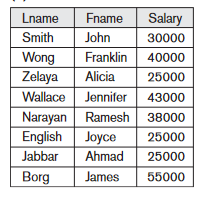 Lname Fname Salary
Smith John 30000
Wong Franklin 40000
Zelaya Alicia 25000
Wallace Jennifer 43000
Narayan Ramesh 38000
English Joyce 25000
Jabbar Ahmad 25000
Borg James 55000